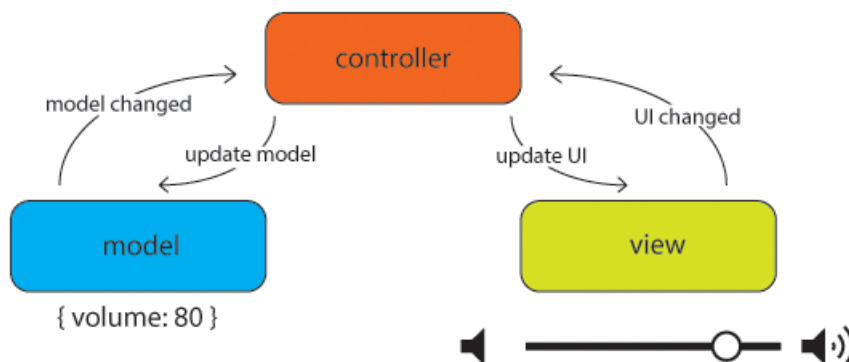 controller
model changed
UI changed
update model
update UI
model
view
{ volume: 80 }